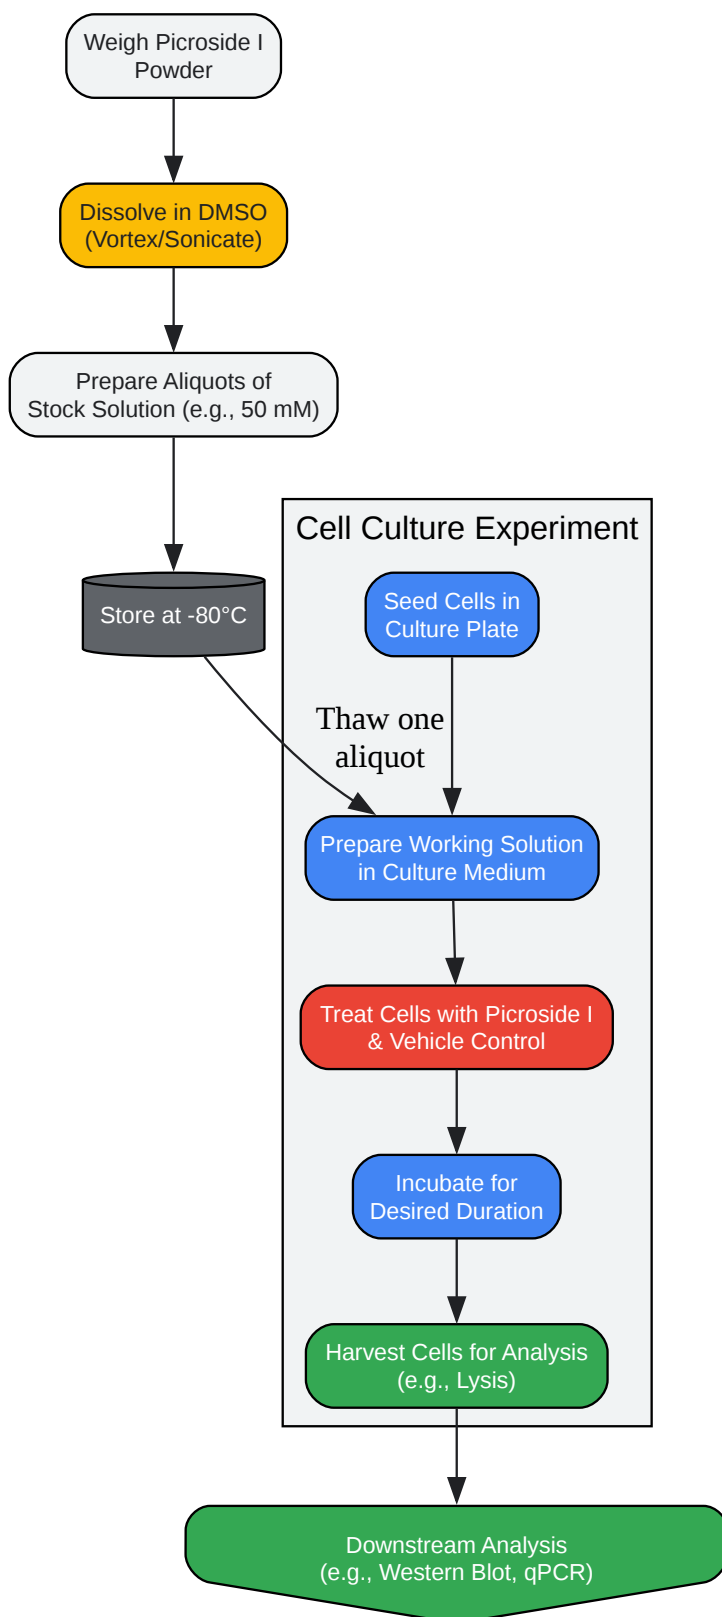 Weigh Picroside I
Powder
Dissolve in DMSO
(Vortex/Sonicate)
Prepare Aliquots of
Stock Solution (e.g., 50 mM)
Store at -80°C
Cell Culture Experiment
Seed Cells in
Culture Plate
Thaw one
aliquot
Prepare Working Solution
in Culture Medium
Treat Cells with Picroside I
& Vehicle Control
Incubate for
Desired Duration
Harvest Cells for Analysis
(e.g., Lysis)
Downstream Analysis
(e.g., Western Blot, qPCR)